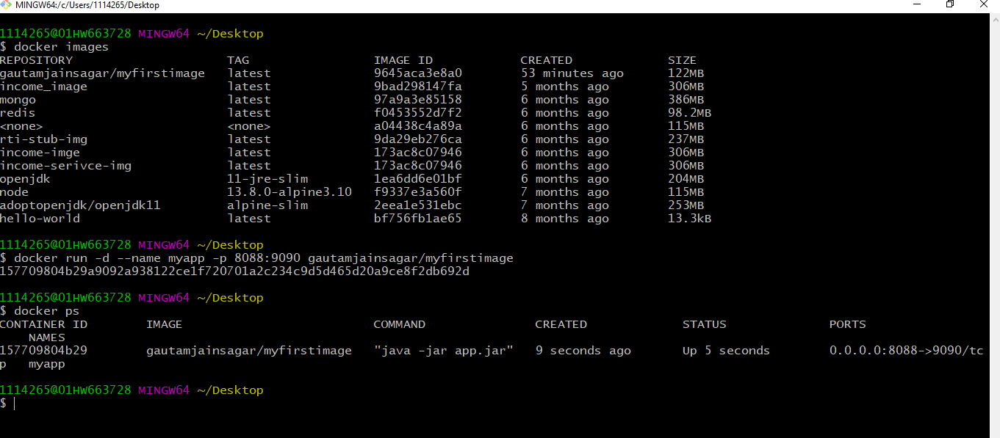 MINGW64:/c/Users/1114265/Desktop
1114265@01HW663728 MINGW64 ~/Desktop
$ docker images
REPOSITORY TAG IMAGE ID CREATED SIZE
gautamjainsagar/myfirstimage latest 9645aca3e8a0 53 minutes ago 122MB
income_image latest 9bad298147fa 5 months ago 306MB
mongo latest 97a9a3e85158 6 months ago 386MB
redis latest f0453552d7f2 6 months ago 98.2MB
<none> <none> a04438c4a89a 6 months ago 115MB
rti-stub-img latest 9da29eb276ca 6 months ago 237MB
income-imge latest 173ac8c07946 6 months ago 306MB
income-serivce-img latest 173ac8c07946 6 months ago 306MB
openjdk 11-jre-slim 1ea6dd6e01bf 6 months ago 204MB
node 13.8.0-alpine3.10 f9337e3a560f 7 months ago 115MB
adoptopenjdk/openjdk11 alpine-slim 2eea1e531ebc 7 months ago 253MB
hello-world latest bf756fb1ae65 8 months ago 13.3kB
1114265@01HW663728 MINGW64 ~/Desktop
$ docker run -d --name myapp -p 8088:9090 gautamjainsagar/myfirstimage
157709804b29a9092a938122ce1f720701a2c234c9d5d465d20a9ce8f2db692d
1114265@01HW663728 MINGW64 ~/Desktop
$ docker ps
CONTAINER ID IMAGE COMMAND CREATED STATUS PORTS
NAMES
157709804b29 gautamjainsagar/myfirstimage "java -jar app.jar" 9 seconds ago Up 5 seconds 0.0.0.0:8088->9090/tc
p myapp
1114265@01HW663728 MINGW64 ~/Desktop
$